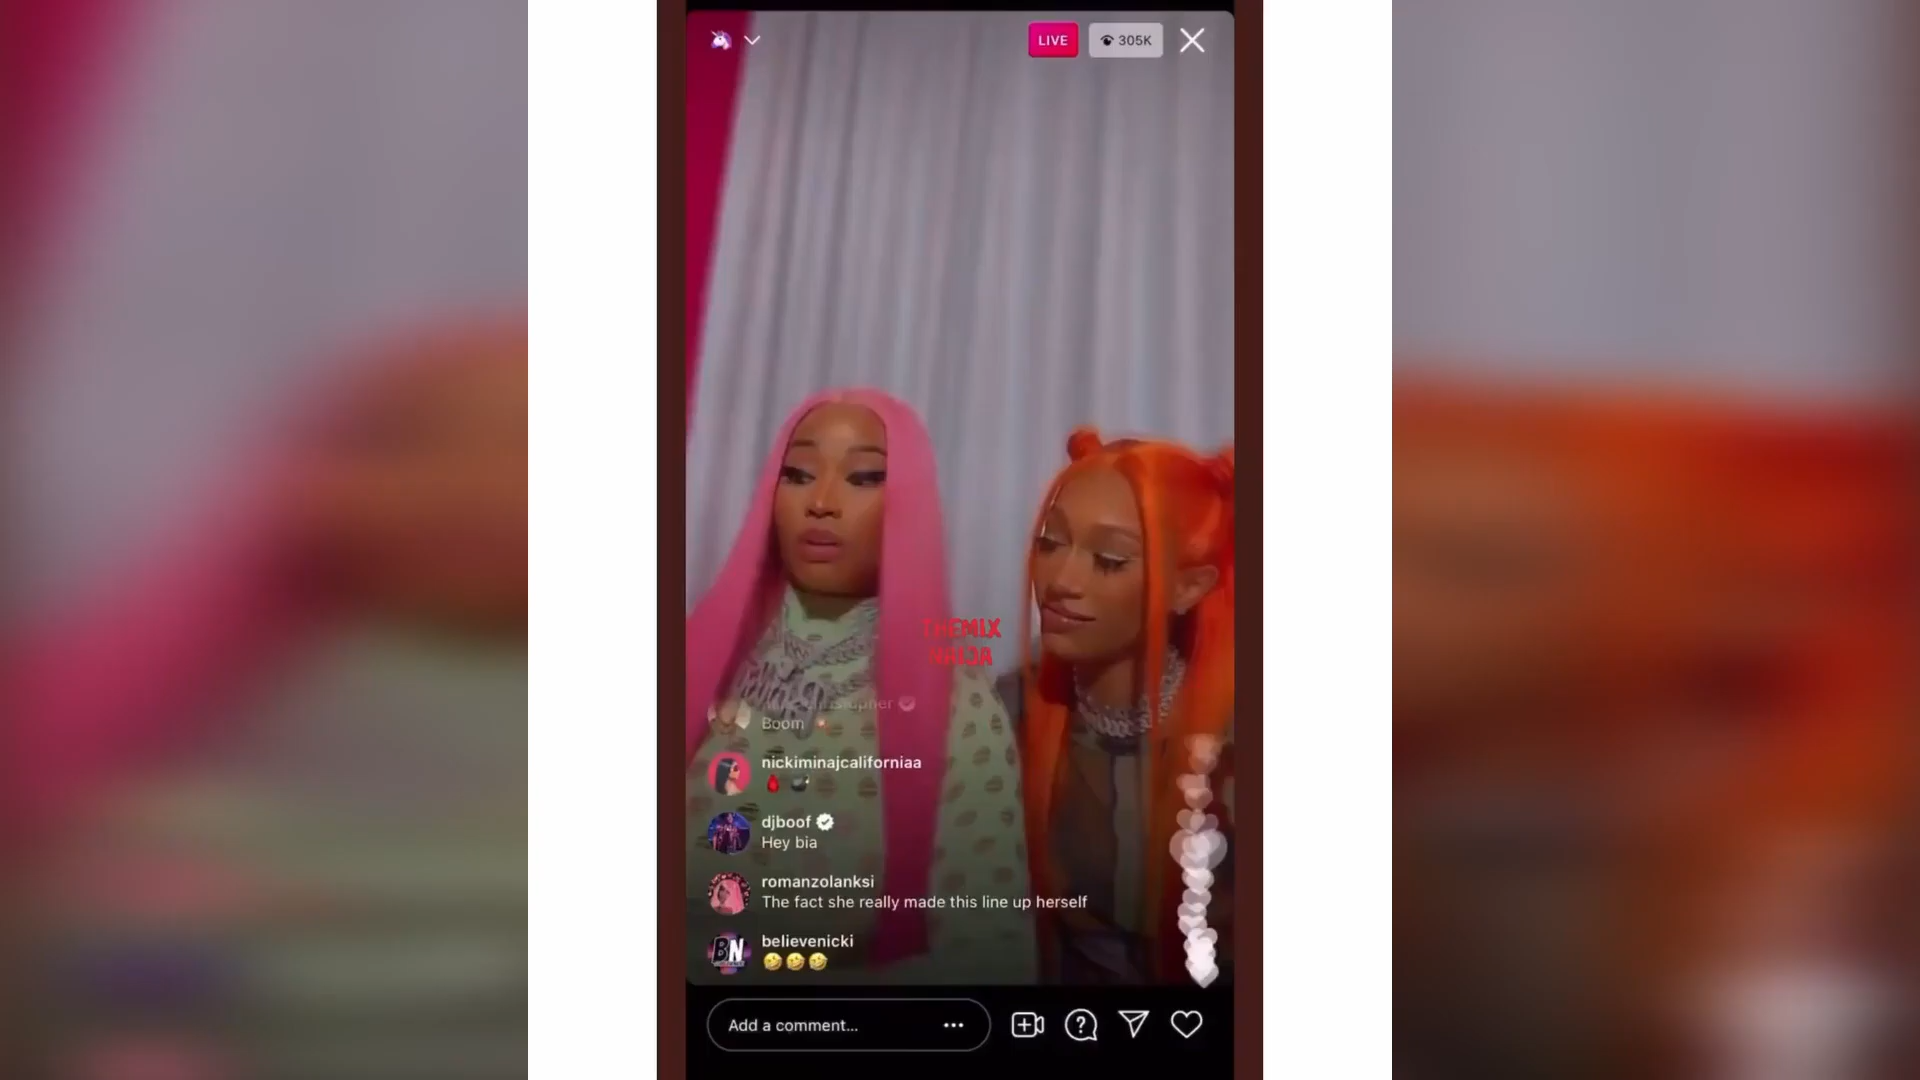 LIVE
305K
THEMIX
NAIJA
Boom
nickiminajcaliforniaa
djboof
Hey bia
romanzolanksi
The fact she really made this line up herself
BN
believenicki
Add a comment...